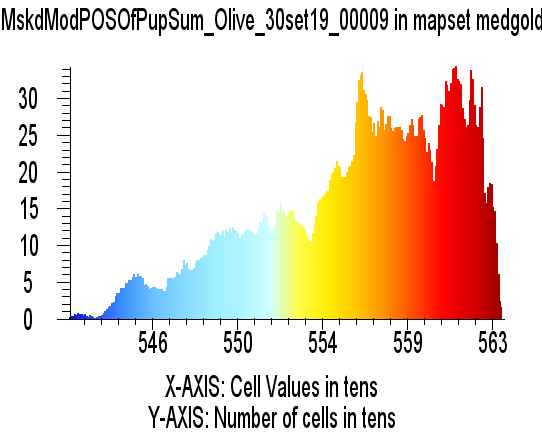 MskdModPOSOfPupSum_Olive_30set19_00009 in mapset medgold
30
25
20
15
10
5
0
546 550 554 559 563
X-AXIS: Cell Values in tens
Y-AXIS: Number of cells in tens